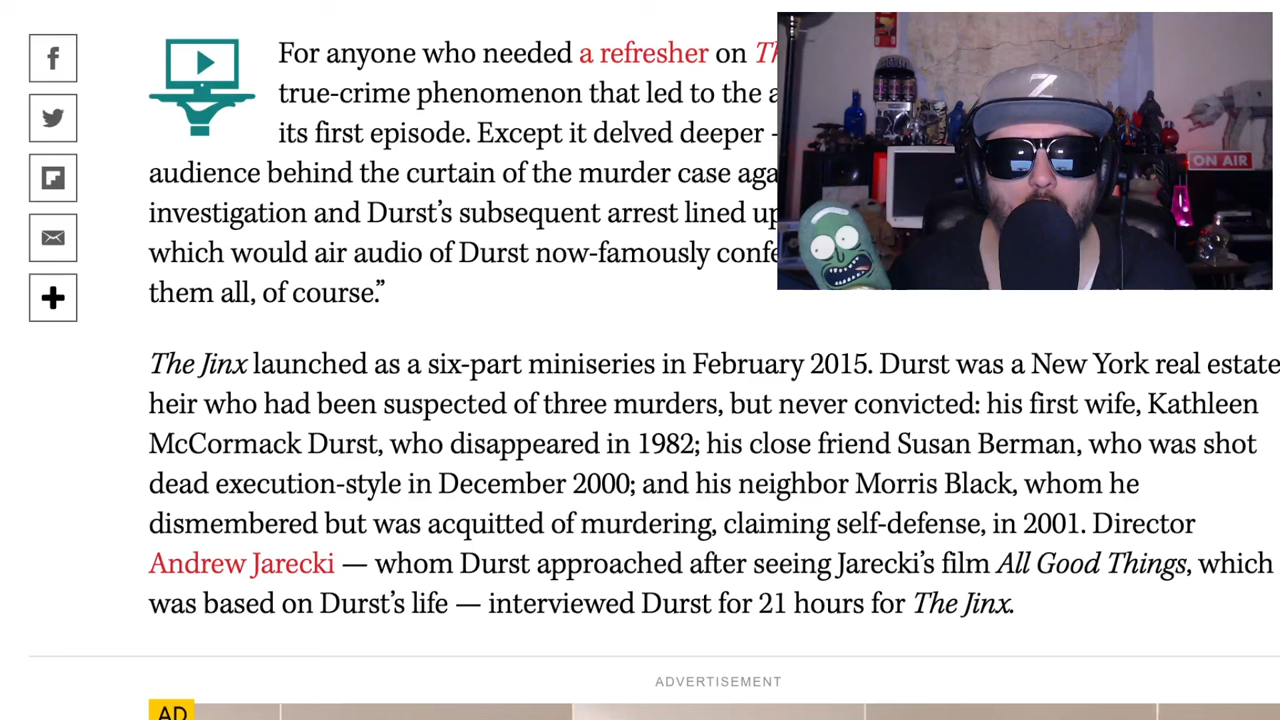 For anyone who needed a refresher on
true-crime phenomenon that led to the
its first episode. Except it delved deeper -
audience behind the curtain of the murder case
investigation and Durst’s subsequent arrest lined up
which would air audio of Durst now-famously
them all, of course.”
The Jinx launched as a six-part miniseries in February 2015. Durst was a New York real estate
heir who had been suspected of three murders, but never convicted: his first wife, Kathleen
McCormack Durst, who disappeared in 1982; his close friend Susan Berman, who was shot
dead execution-style in December 2000; and his neighbor Morris Black, whom he
dismembered but was acquitted of murdering, claiming self-defense, in 2001. Director
Andrew Jarecki — whom Durst approached after seeing Jarecki’s film All Good Things, which
was based on Durst’s life — interviewed Durst for 21 hours for The Jinx.
ADVERTISEMENT
AD
ON AIR
Z